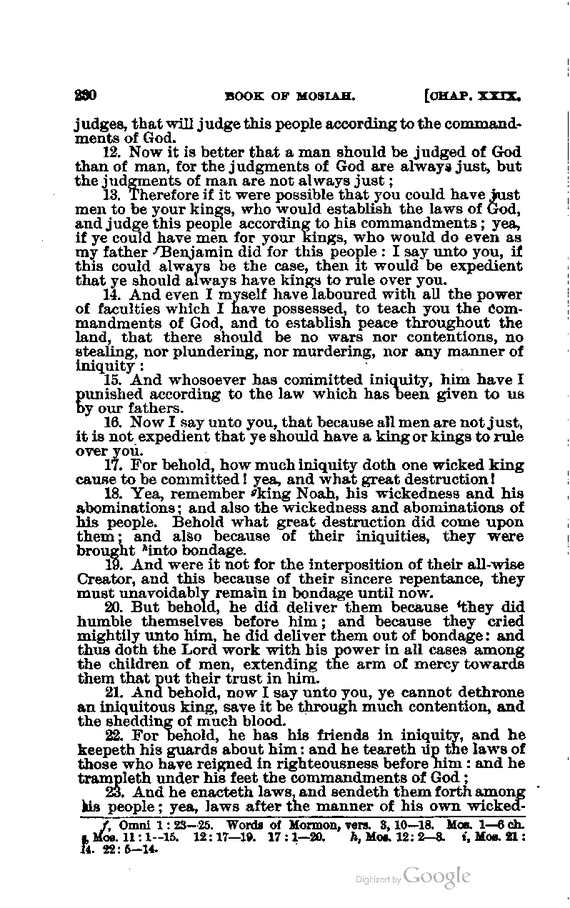 230 BOOK OF MOSIAH. [CHAP. XXIX.
judges, that will judge this people according to the command-
ments of God.
12. Now it is better that a man should be judged of God
than of man, for the judgments of God are always just, but
the judgments of man are not always just;
13. Therefore if it were possible that you could have just
men to be your kings, who would establish the laws of God,
and judge this people according to his commandments; yea,
if ye could have men for your kings, who would do even as
my father ᶠBenjamin did for this people: I say unto you, if
this could always be the case, then it would be expedient
that ye should always have kings to rule over you.
14. And even I myself have laboured with all the power
of faculties which I have possessed, to teach you the com-
mandments of God, and to establish peace throughout the
land, that there should be no wars nor contentions, no
stealing, nor plundering, nor murdering, nor any manner of
iniquity:
15. And whosoever has committed iniquity, him have I
punished according to the law which has been given to us
by our fathers.
16. Now I say unto you, that because all men are not just,
it is not expedient that ye should have a king or kings to rule
over you.
17. For behold, how much iniquity doth one wicked king
cause to be committed! yea, and what great destruction!
18. Yea, remember ᵍking Noah, his wickedness and his
abominations; and also the wickedness and abominations of
his people. Behold what great destruction did come upon
them; and also because of their iniquities, they were
brought ʰinto bondage.
19. And were it not for the interposition of their all-wise
Creator, and this because of their sincere repentance, they
must unavoidably remain in bondage until now.
20. But behold, he did deliver them because ⁱthey did
humble themselves before him; and because they cried
mightily unto him, he did deliver them out of bondage: and
thus doth the Lord work with his power in all cases among
the children of men, extending the arm of mercy towards
them that put their trust in him.
21. And behold, now I say unto you, ye cannot dethrone
an iniquitous king, save it be through much contention, and
the shedding of much blood.
22. For behold, he has his friends in iniquity, and he
keepeth his guards about him: and he teareth up the laws of
those who have reigned in righteousness before him: and he
trampleth under his feet the commandments of God;
23. And he enacteth laws, and sendeth them forth among
his people; yea, laws after the manner of his own wicked-
f, Omni 1:23—25. Words of Mormon, vers. 3, 10—18. Mos. 1—6 ch.
g, Mos. 11:1--15. 12:17—19. 17:1—20. h, Mos. 12:2—8. i, Mos. 21:
14. 22:5—14.
Digitized by Google